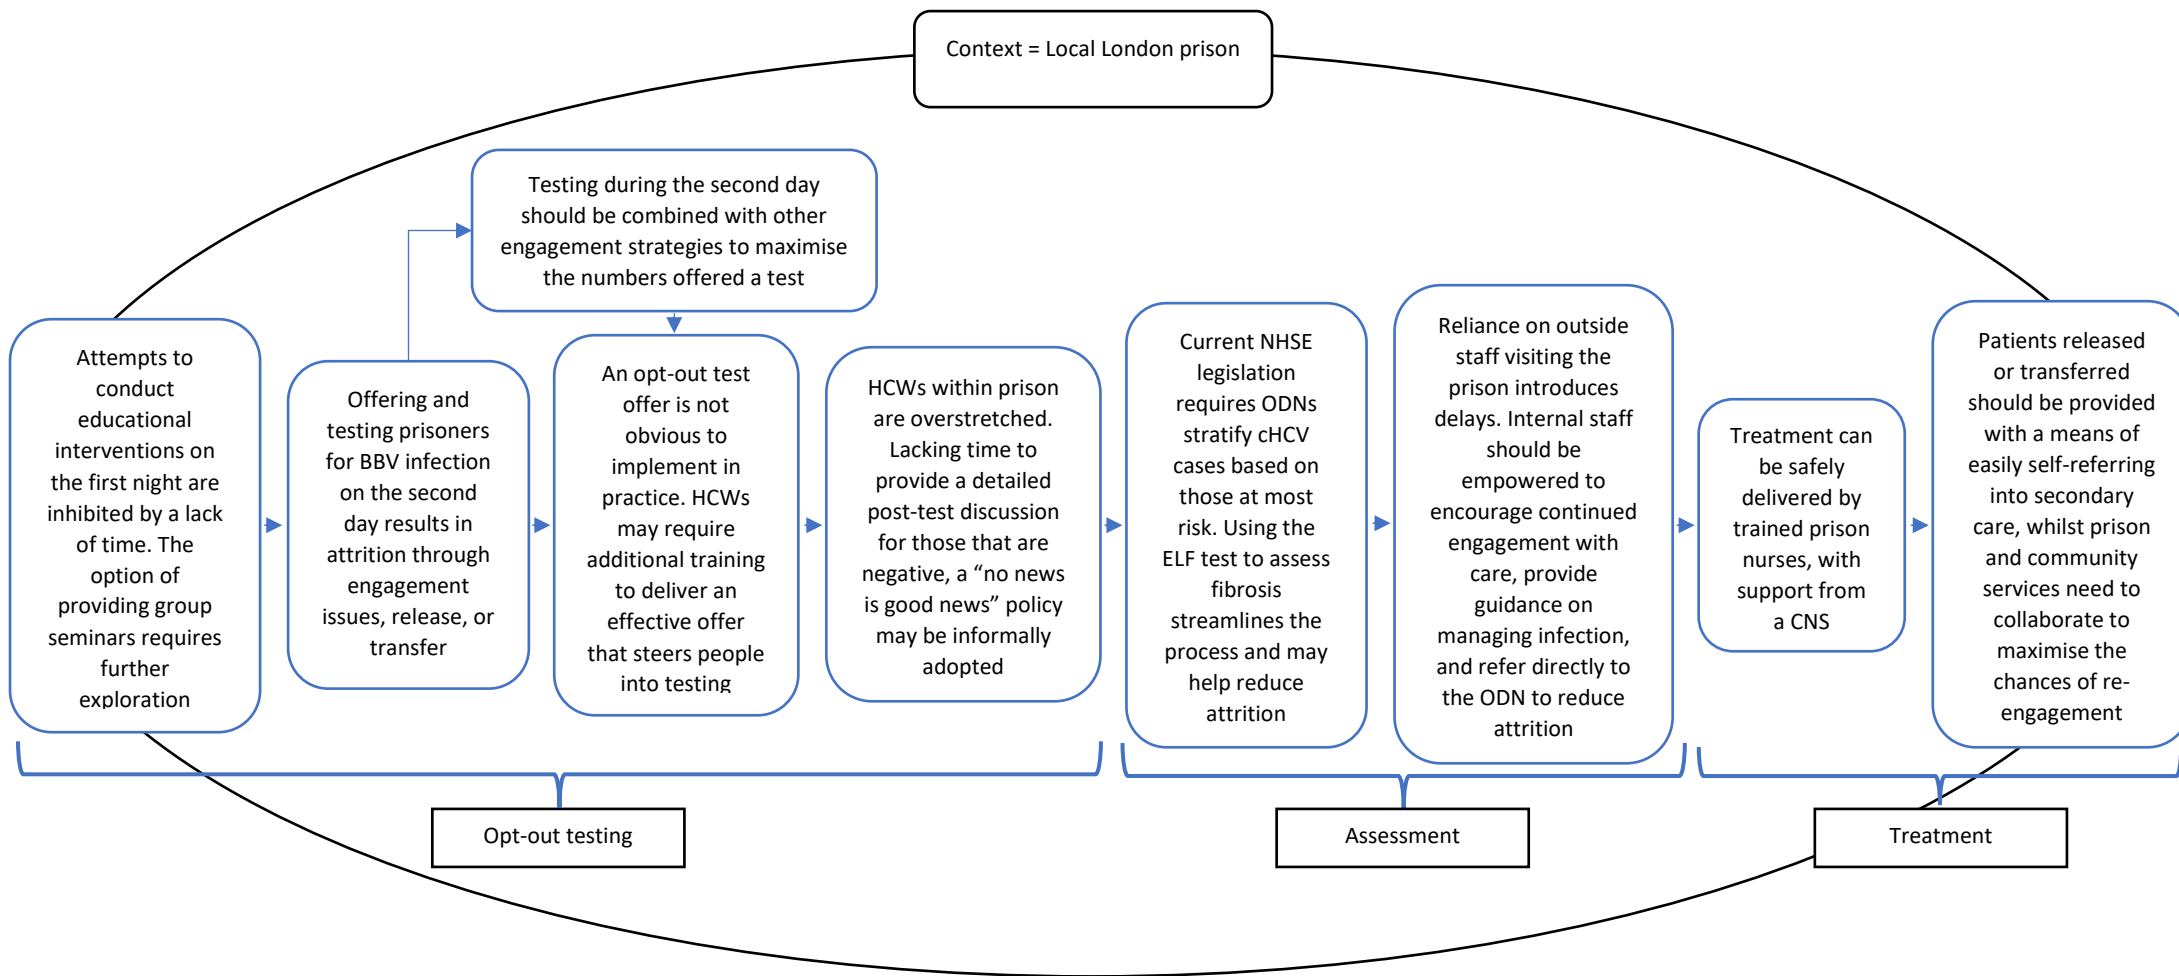 Context = Local London prison
Testing during the second day
should be combined with other
engagement strategies to maximise
the numbers offered a test
Attempts to
conduct
educational
interventions on
the first night are
inhibited by a lack
of time. The
option of
providing group
seminars requires
further
exploration
Offering and
testing prisoners
for BBV infection
on the second
day results in
attrition through
engagement
issues, release, or
transfer
An opt-out test
offer is not
obvious to
implement in
practice. HCWs
may require
additional training
to deliver an
effective offer
that steers people
into testing
HCWs within prison
are overstretched.
Lacking time to
provide a detailed
post-test discussion
for those that are
negative, a “no news
is good news” policy
may be informally
adopted
Current NHSE
legislation
requires ODNs
stratify cHCV
cases based on
those at most
risk. Using the
ELF test to assess
fibrosis
streamlines the
process and may
help reduce
attrition
Reliance on outside
staff visiting the
prison introduces
delays. Internal staff
should be
empowered to
encourage continued
engagement with
care, provide
guidance on
managing infection,
and refer directly to
the ODN to reduce
attrition
Treatment can
be safely
delivered by
trained prison
nurses, with
support from
a CNS
Patients released
or transferred
should be provided
with a means of
easily self-referring
into secondary
care, whilst prison
and community
services need to
collaborate to
maximise the
chances of re-
engagement
Opt-out testing
Assessment
Treatment